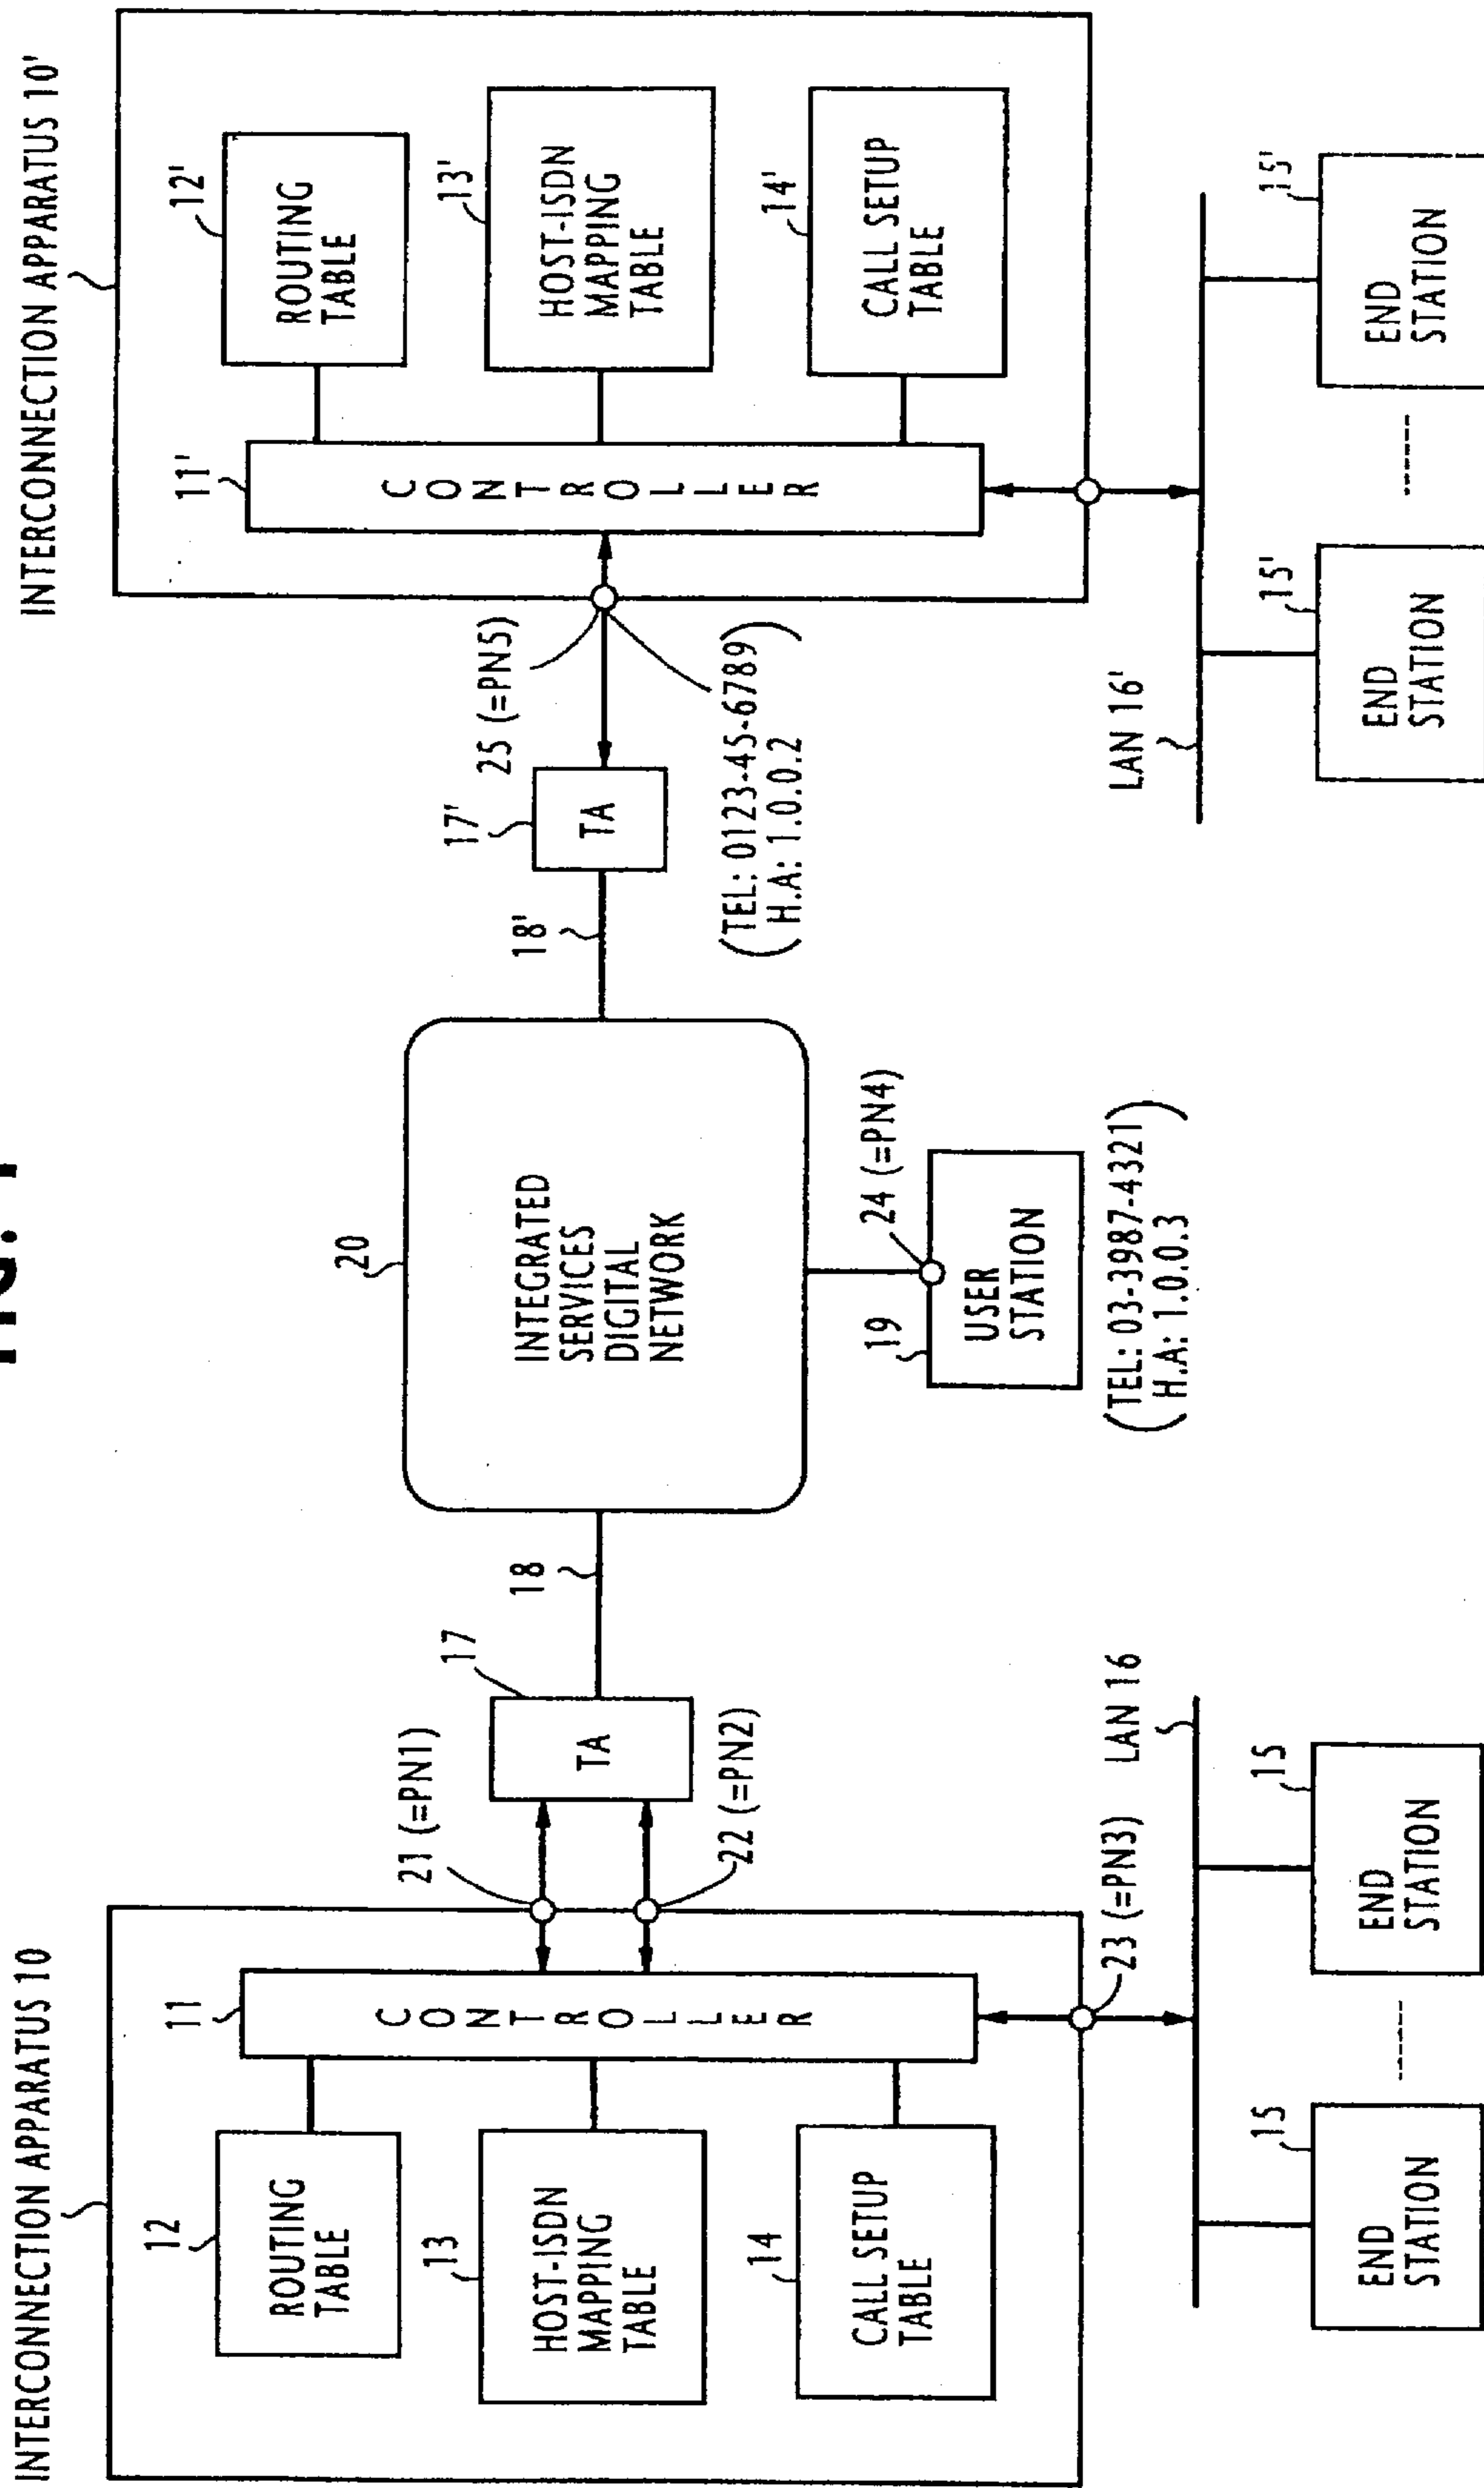 FIG. 1
INTERCONNECTION APPARATUS 10
12
ROUTING
TABLE
13
HOST-ISDN
MAPPING
TABLE
14
CALL SETUP
TABLE
11
CONTROLLER
21 (=PN1)
22 (=PN2)
23 (=PN3)
17
TA
18
LAN 16
15
END
STATION
15
END
STATION
20
INTEGRATED
SERVICES
DIGITAL
NETWORK
19
24 (=PN4)
USER
STATION
(TEL: 03-3987-4321)
H.A: 1.0.0.3
18'
17'
TA
25 (=PN5)
(TEL: 0123-45-6789)
H.A: 1.0.0.2
INTERCONNECTION APPARATUS 10'
11'
CONTROLLER
12'
ROUTING
TABLE
13'
HOST-ISDN
MAPPING
TABLE
14'
CALL SETUP
TABLE
LAN 16'
15'
END
STATION
15'
END
STATION